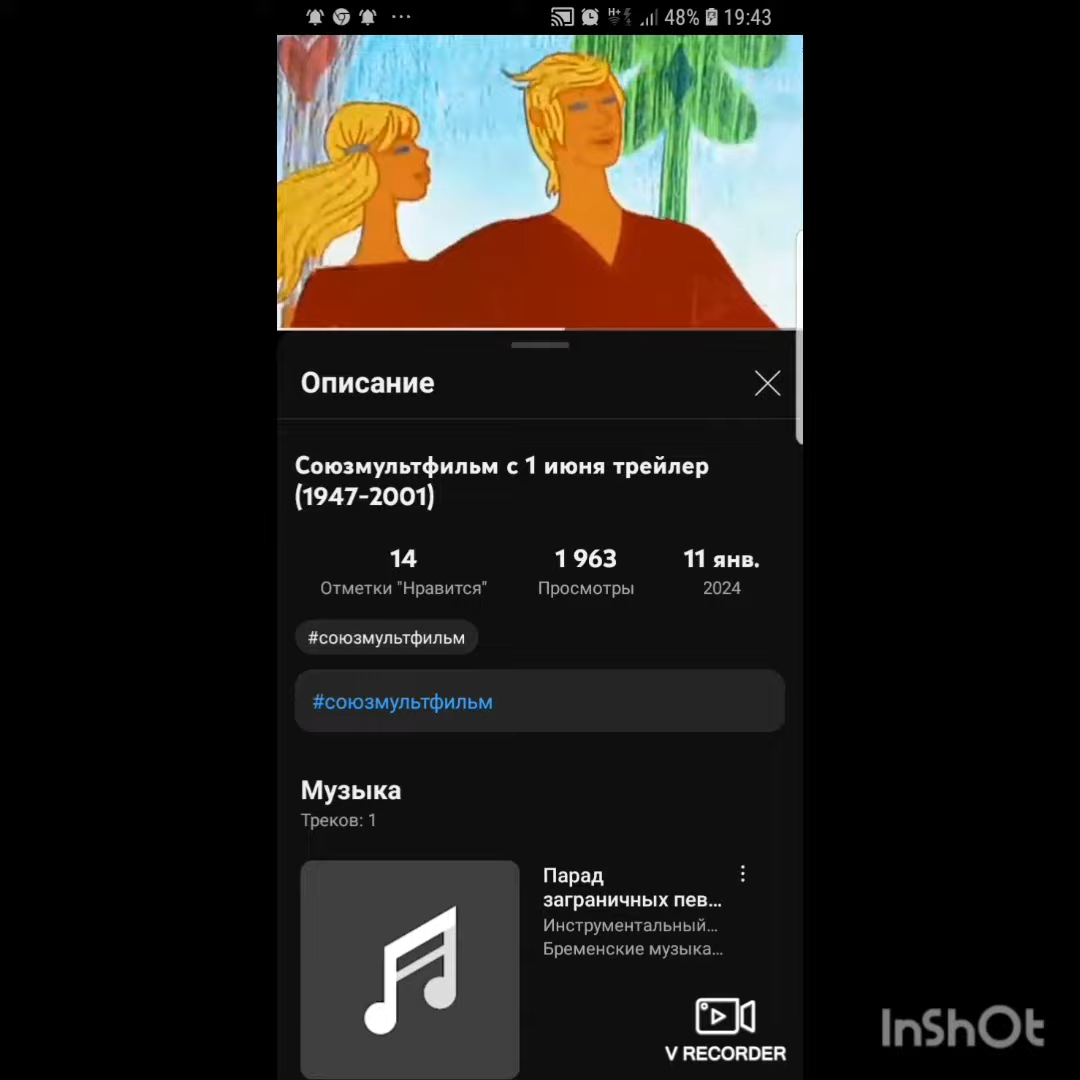 48% 19:43
Описание
Союзмультфильм с 1 июня трейлер
(1947-2001)
14 1 963 11 янв.
Отметки "Нравится" Просмотры 2024
#союзмультфильм
#союзмультфильм
Музыка
Треков: 1
Парад
заграничных пев...
Инструментальный...
Бременские музыка...
V RECORDER
InShOt